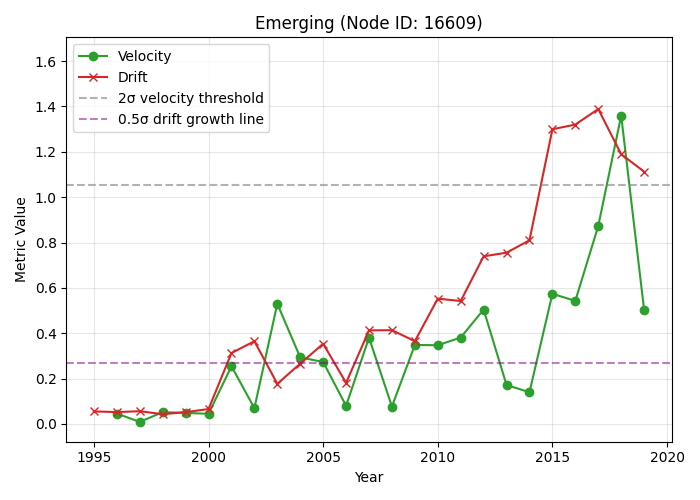 Emerging (Node ID: 16609)
Velocity
Drift
2σ velocity threshold
0.5σ drift growth line
Metric Value
1.6
1.4
1.2
1.0
0.8
0.6
0.4
0.2
0.0
1995
2000
2005
2010
2015
2020
Year